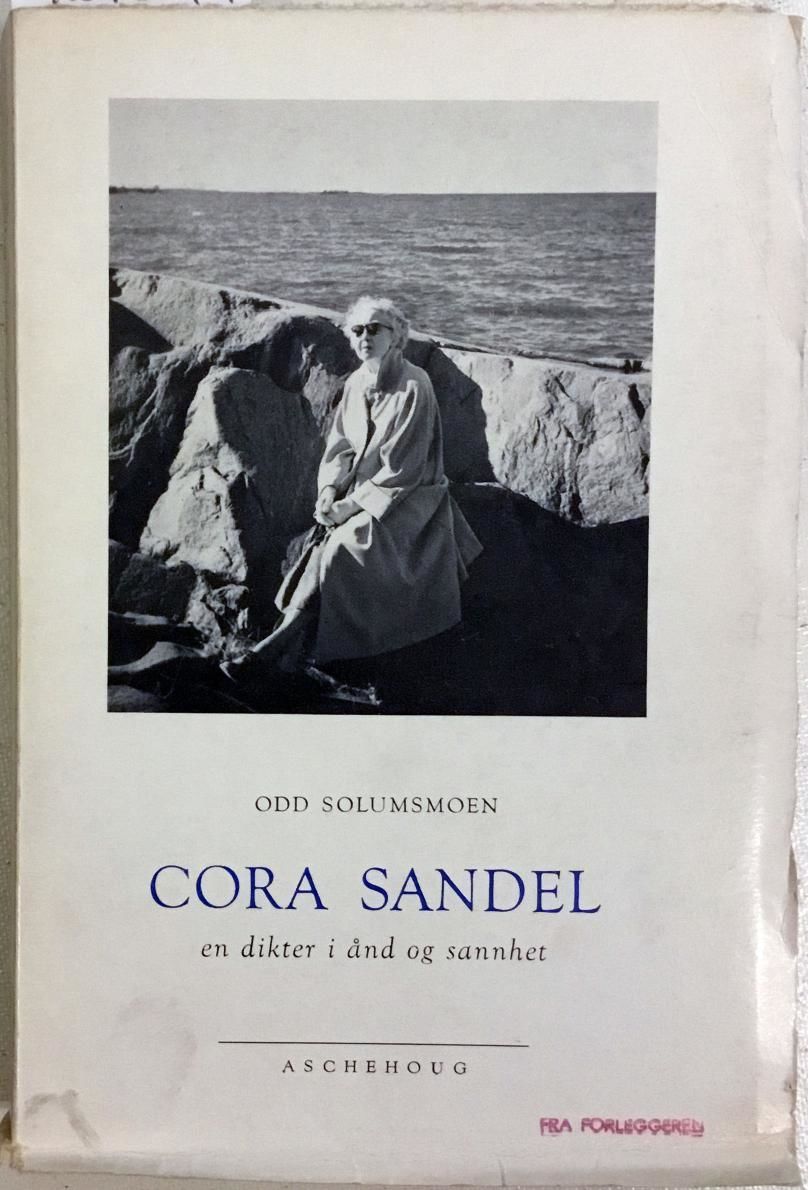 ODD SOLUMSMOEN
CORA SANDEL
en dikter i ånd og sannhet
ASCHEHOUG
FRA FORLEGGEREN